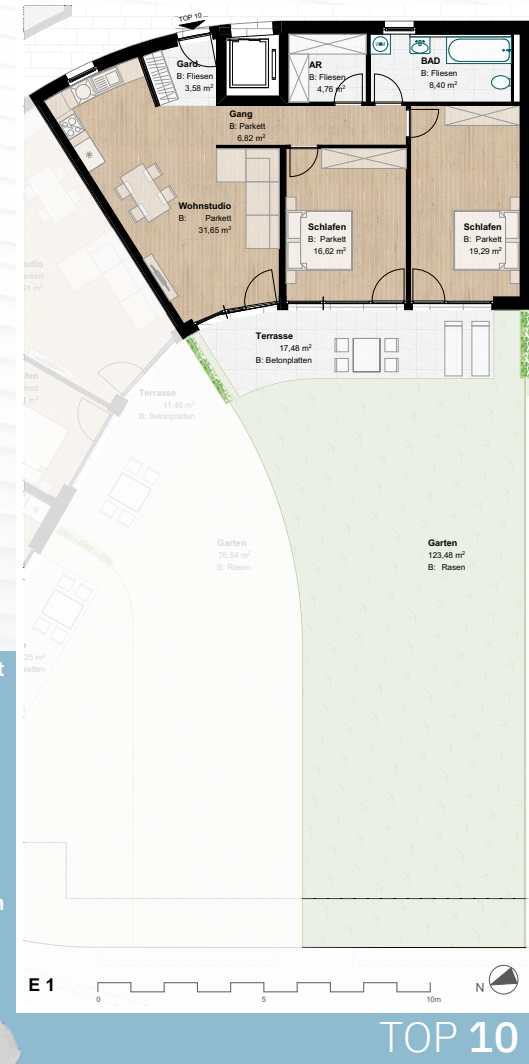 TOP 10
Gard.
B: Fliesen
3,58 m²
AR
B: Fliesen
4,76 m²
BAD
B: Fliesen
8,40 m²
Gang
B: Parkett
6,82 m²
Wohnstudio
B: Parkett
31,65 m²
Schlafen
B: Parkett
16,62 m²
Schlafen
B: Parkett
19,29 m²
Terrasse
17,48 m²
B: Betonplatten
Terrasse
11,46 m²
B: Betonplatten
Garten
76,54 m²
B: Rasen
Garten
123,48 m²
B: Rasen
E 1
0 5 10m
N
TOP 10